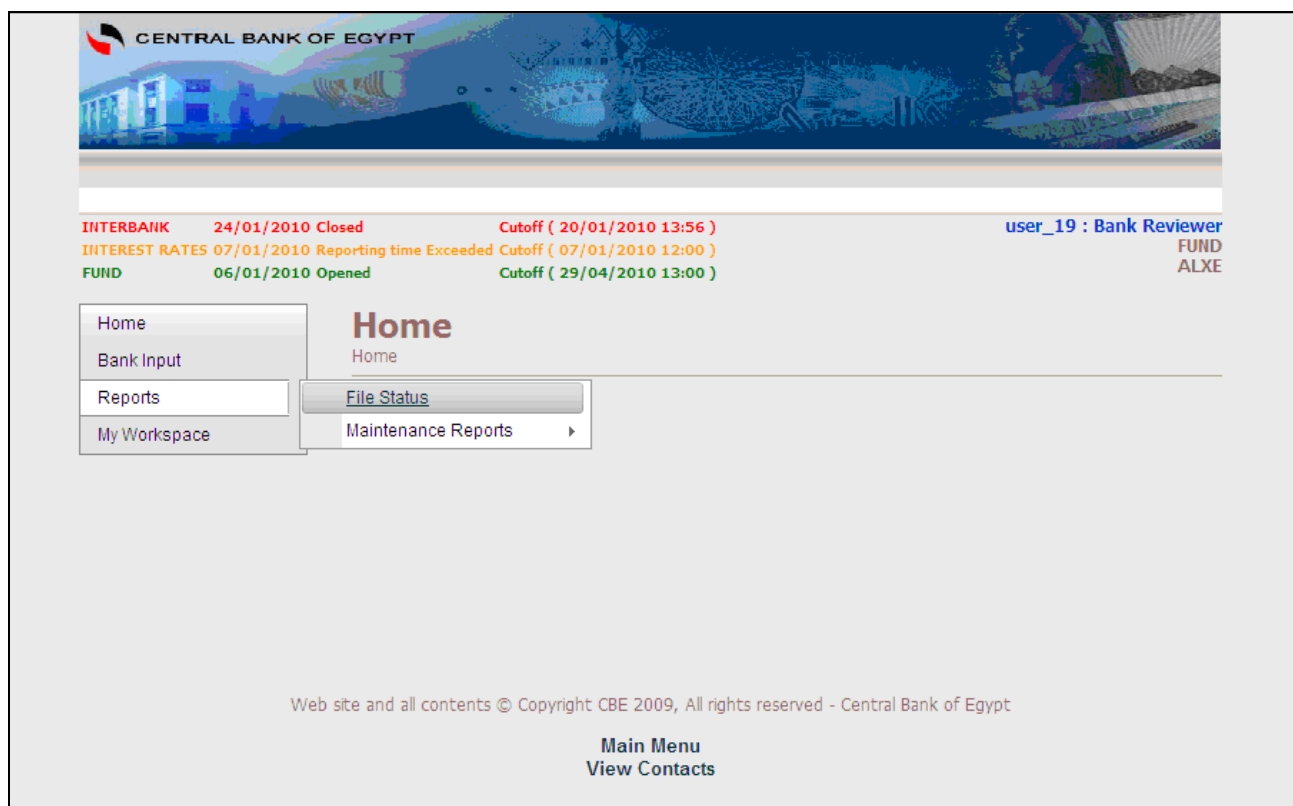 CENTRAL BANK OF EGYPT
INTERBANK 24/01/2010 Closed Cutoff ( 20/01/2010 13:56 )
INTEREST RATES 07/01/2010 Reporting time Exceeded Cutoff ( 07/01/2010 12:00 )
FUND 06/01/2010 Opened Cutoff ( 29/04/2010 13:00 )
user_19 : Bank Reviewer
FUND
ALXE
Home
Bank Input
Reports
My Workspace
Home
Home
File Status
Maintenance Reports
Web site and all contents © Copyright CBE 2009, All rights reserved - Central Bank of Egypt
Main Menu
View Contacts